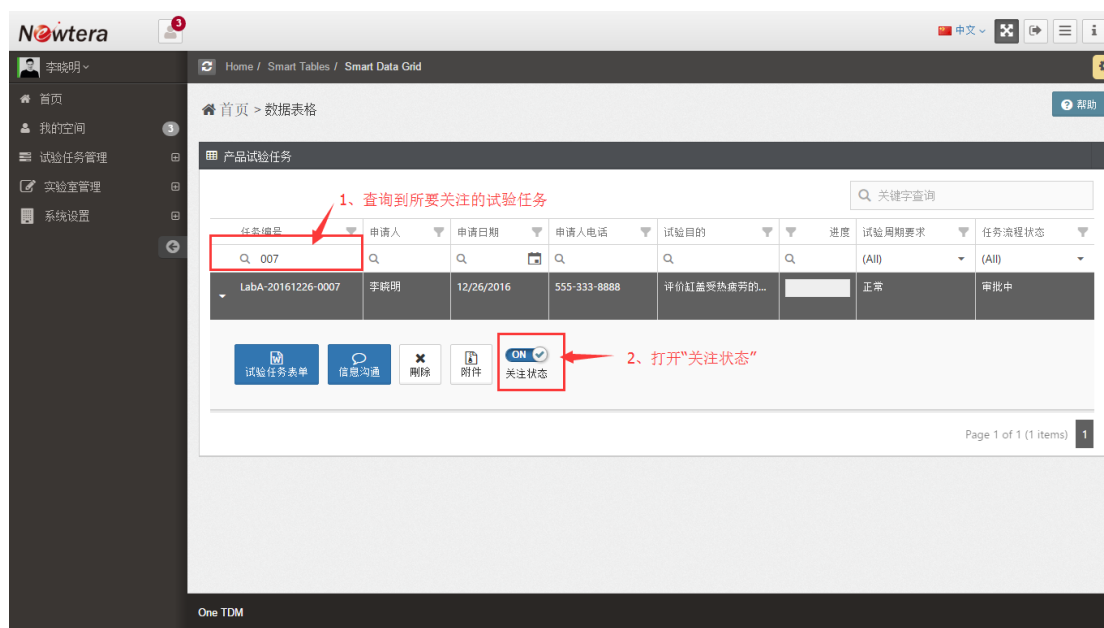 Newtera
3
中文
i
李晓明
Home / Smart Tables / Smart Data Grid
首页
首页 > 数据表格
帮助
我的空间
3
试验任务管理
产品试验任务
实验室管理
1、查询到所要关注的试验任务
关键字查询
系统设置
任务编号 申请人 申请日期 申请人电话 试验目的 进度 试验周期要求 任务流程状态
007 (All) (All)
LabA-20161226-0007 李晓明 12/26/2016 555-333-8888 评价缸盖受热疲劳的... 正常 审批中
ON
2、打开“关注状态”
试验任务表单 信息沟通 删除 附件 关注状态
Page 1 of 1 (1 items) 1
One TDM